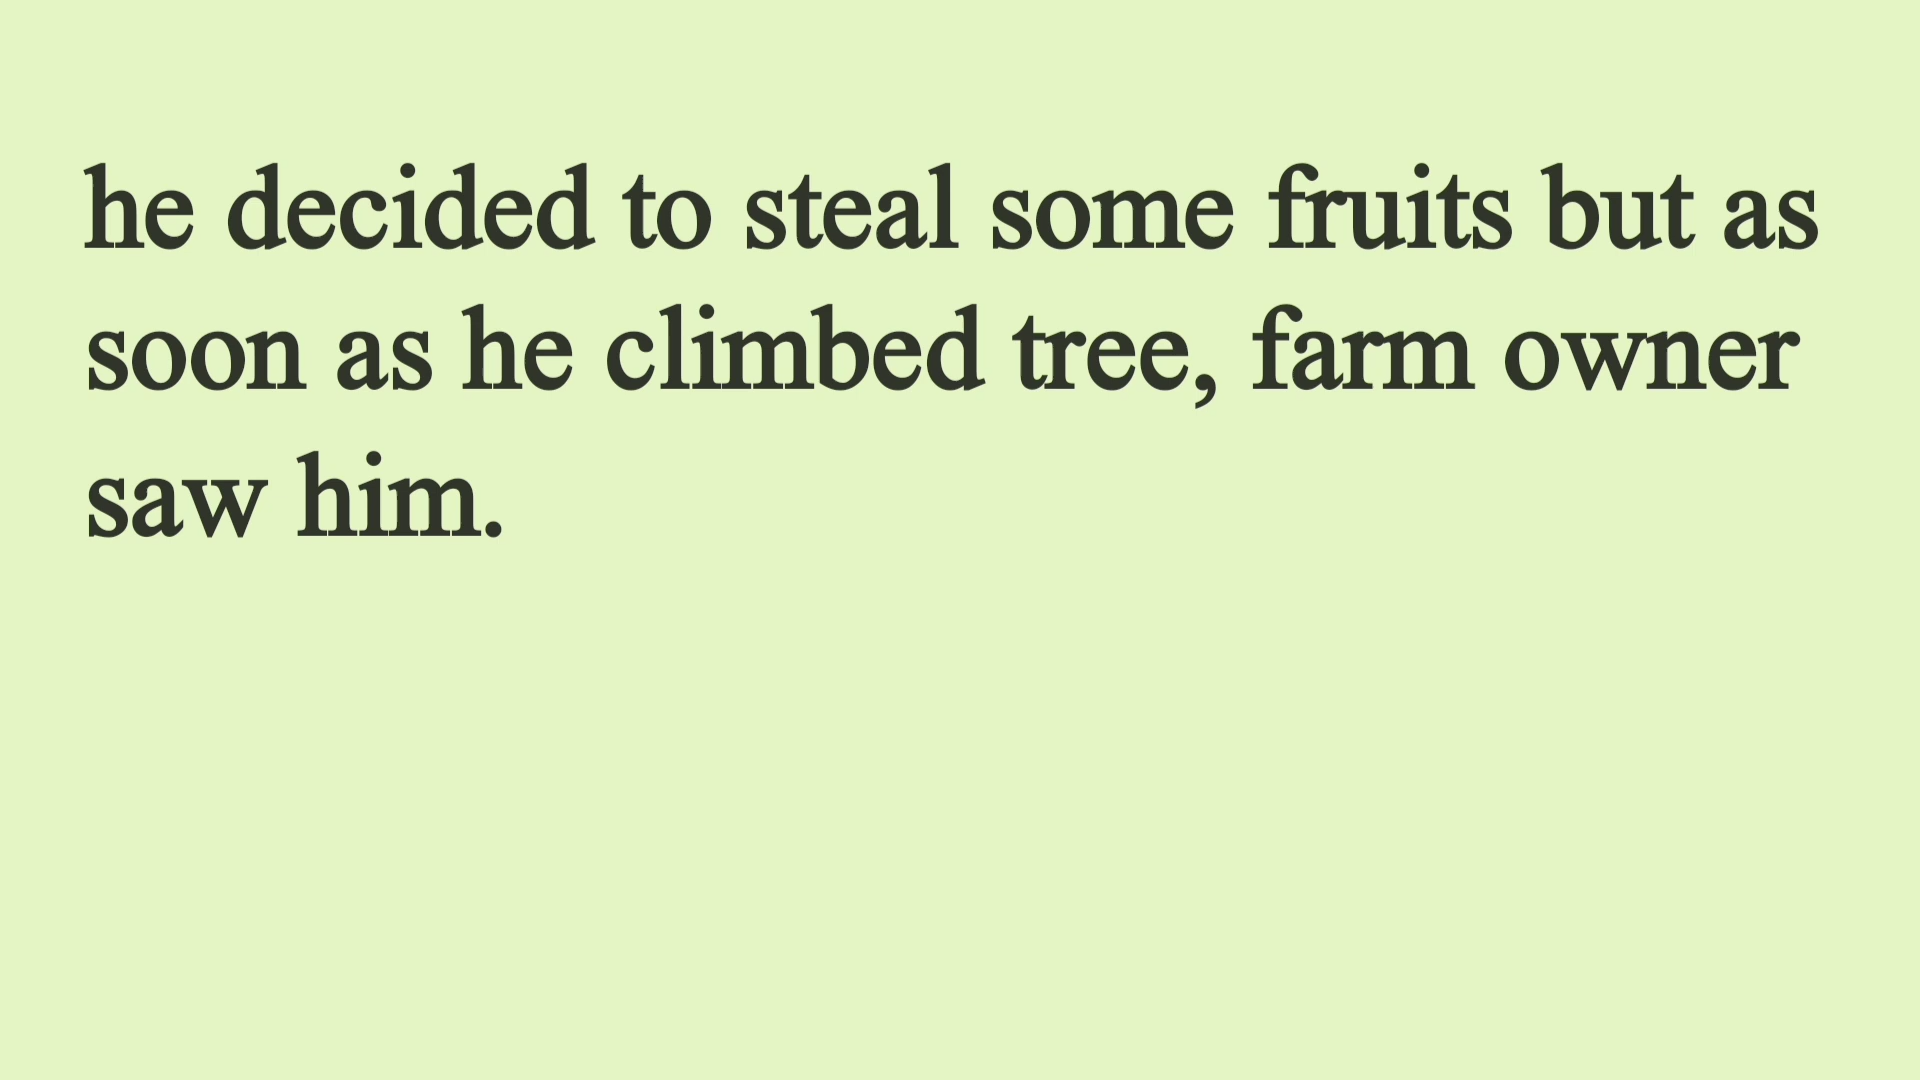 he decided to steal some fruits but as
soon as he climbed tree, farm owner
saw him.